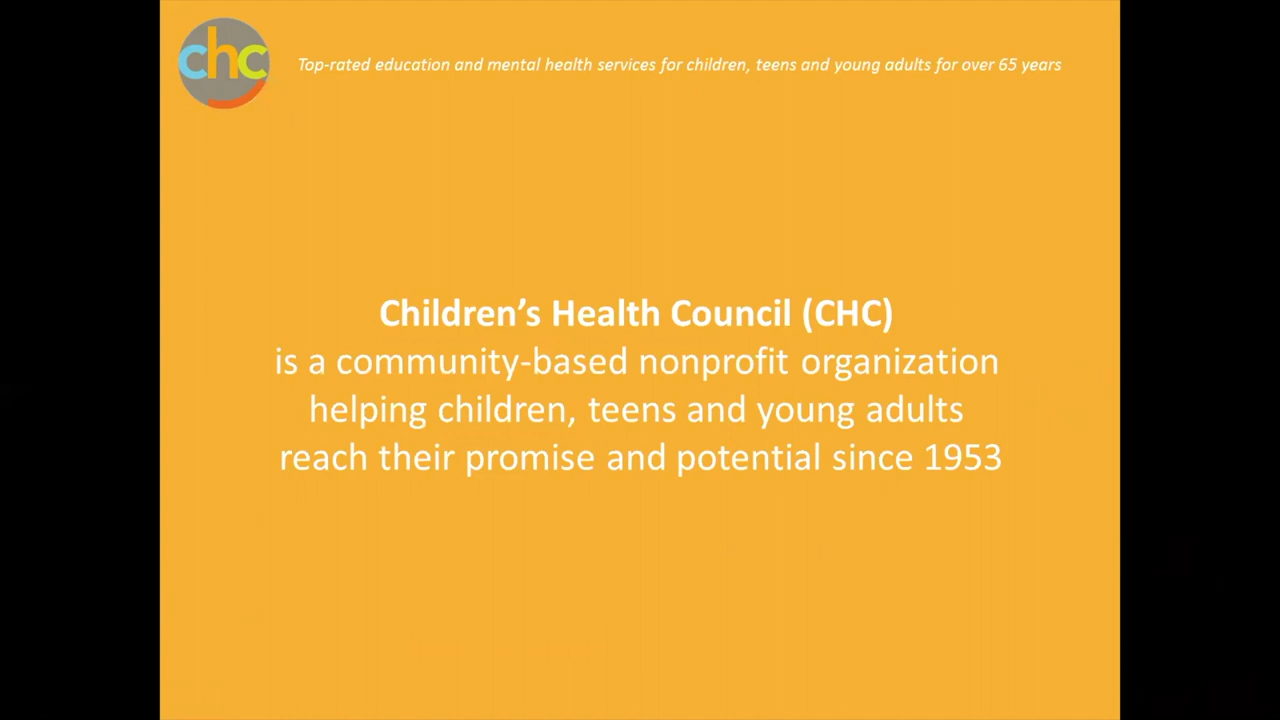 chc
Top-rated education and mental health services for children, teens and young adults for over 65 years
Children’s Health Council (CHC)
is a community-based nonprofit organization
helping children, teens and young adults
reach their promise and potential since 1953